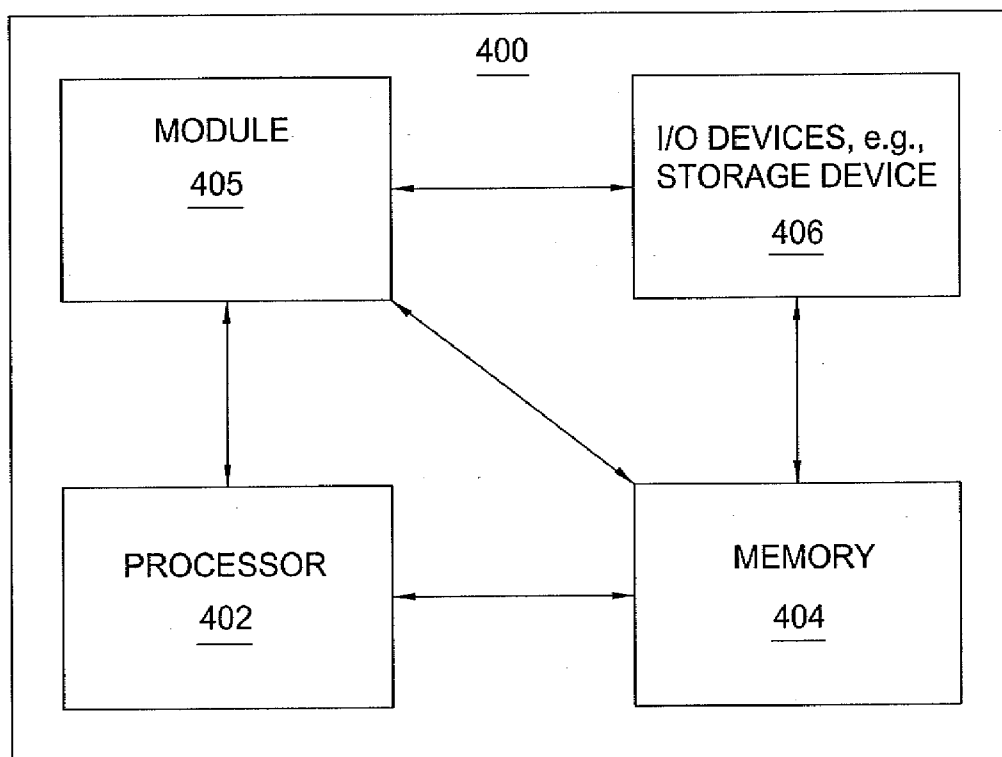 400
MODULE
405
I/O DEVICES, e.g.,
STORAGE DEVICE
406
PROCESSOR
402
MEMORY
404